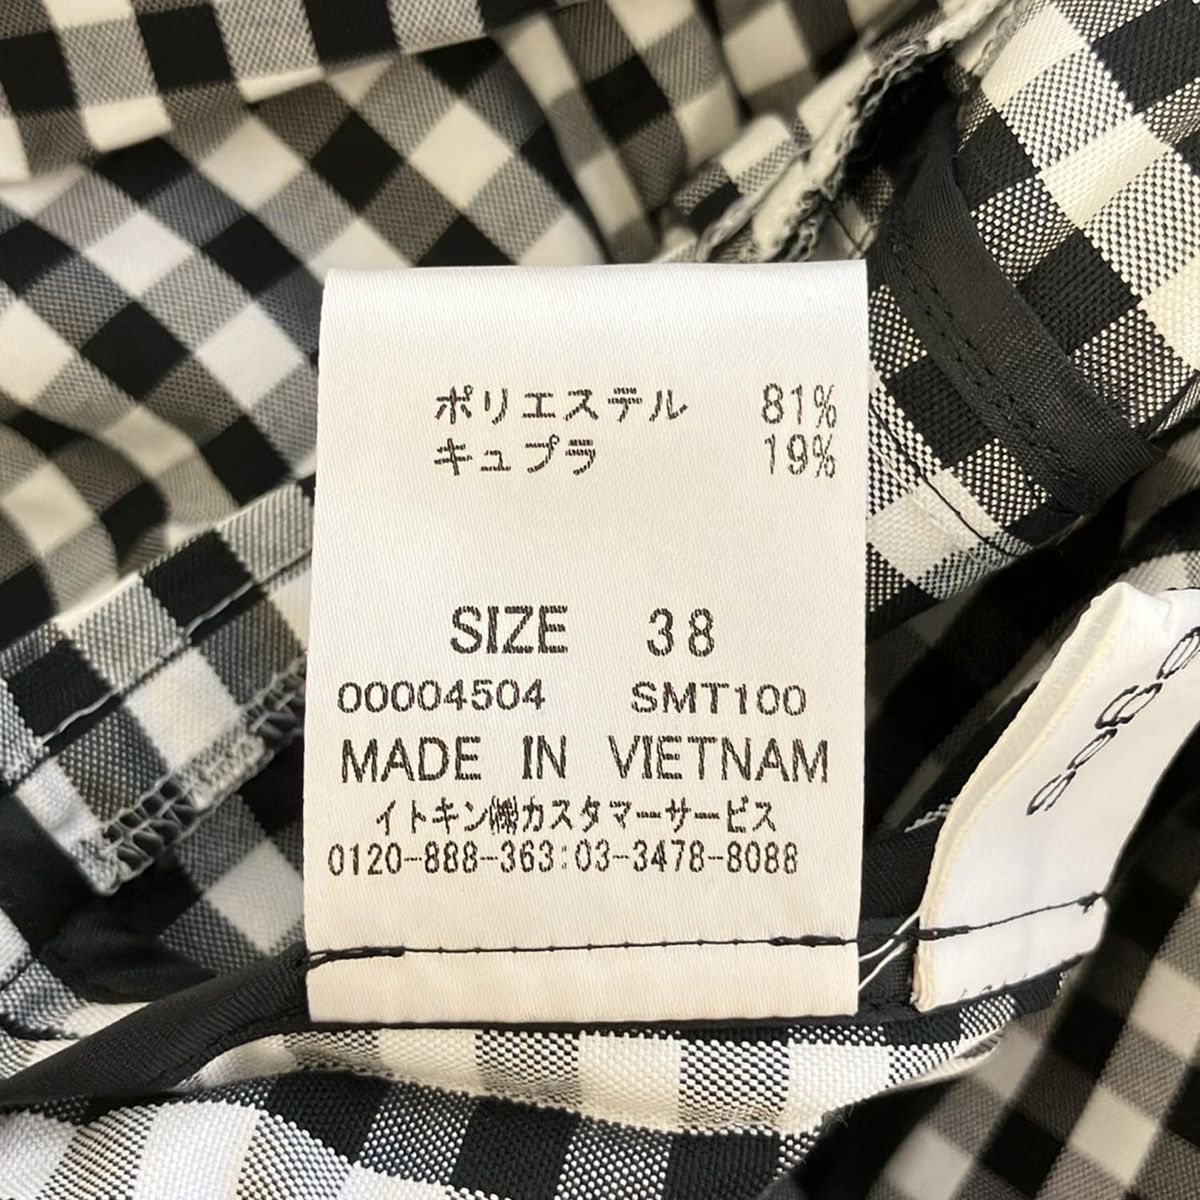 ポリエステル 81%
キュプラ 19%
SIZE 38
00004504 SMT100
MADE IN VIETNAM
イトキン㈱カスタマーサービス
0120-888-363:03-3478-8088